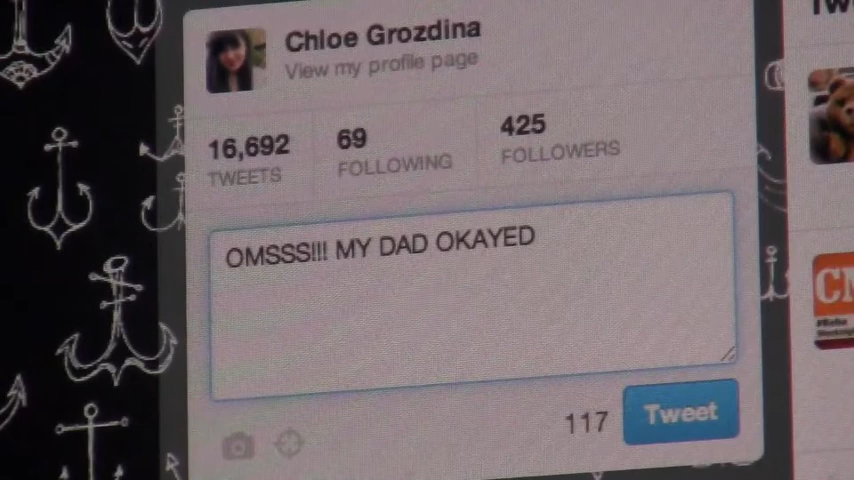 Chloe Grozdina
View my profile page
16,692 69 425
TWEETS FOLLOWING FOLLOWERS
OMSSS!!! MY DAD OKAYED
117 Tweet